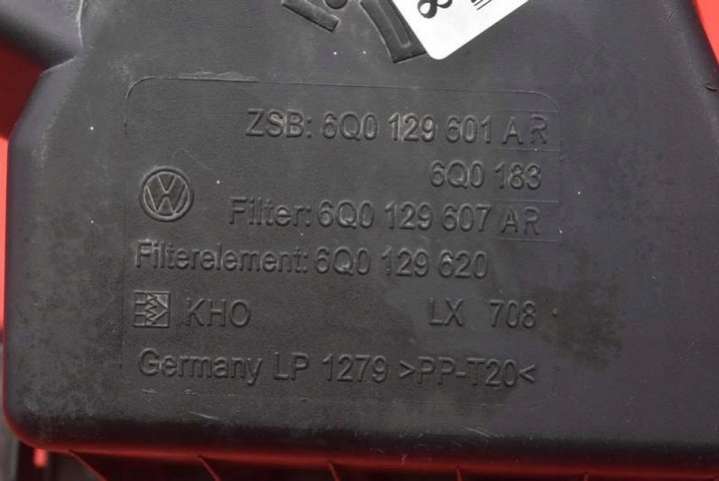 ZSB: 6Q0 129 601 AR
6Q0 183
Filter: 6Q0 129 607 AR
Filterelement: 6Q0 129 620
KHO LX 708
Germany LP 1279 >PP-T20<